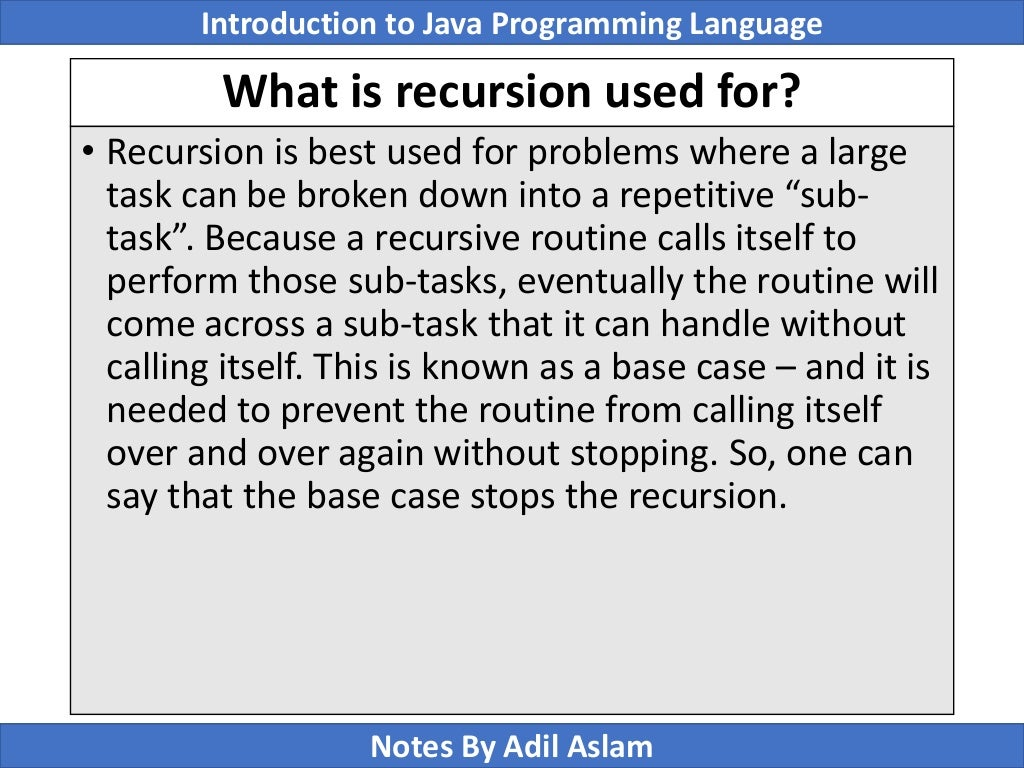 Introduction to Java Programming Language
What is recursion used for?
• Recursion is best used for problems where a large
task can be broken down into a repetitive “sub-
task”. Because a recursive routine calls itself to
perform those sub-tasks, eventually the routine will
come across a sub-task that it can handle without
calling itself. This is known as a base case – and it is
needed to prevent the routine from calling itself
over and over again without stopping. So, one can
say that the base case stops the recursion.
Notes By Adil Aslam